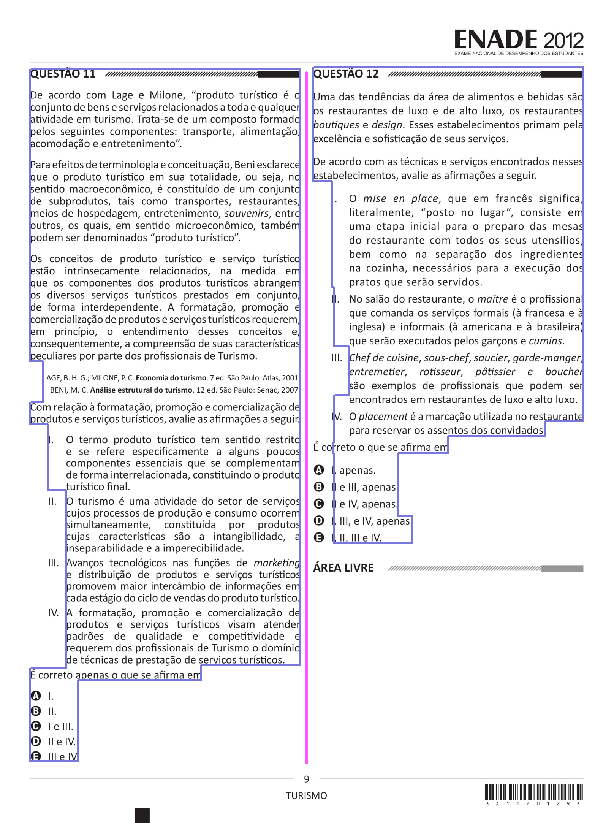 ENADE 2012
EXAME NACIONAL DE DESEMPENHO DOS ESTUDANTES
QUESTÃO 11
De acordo com Lage e Milone, “produto turístico é o
conjunto de bens e serviços relacionados a toda e qualquer
atividade em turismo. Trata-se de um composto formado
pelos seguintes componentes: transporte, alimentação,
acomodação e entretenimento”.
Para efeitos de terminologia e conceituação, Beni esclarece
que o produto turístico em sua totalidade, ou seja, no
sentido macroeconômico, é constituído de um conjunto
de subprodutos, tais como transportes, restaurantes,
meios de hospedagem, entretenimento, souvenirs, entre
outros, os quais, em sentido microeconômico, também
podem ser denominados “produto turístico”.
Os conceitos de produto turístico e serviço turístico
estão intrinsecamente relacionados, na medida em
que os componentes dos produtos turísticos abrangem
os diversos serviços turísticos prestados em conjunto,
de forma interdependente. A formatação, promoção e
comercialização de produtos e serviços turísticos requerem,
em princípio, o entendimento desses conceitos e,
consequentemente, a compreensão de suas características
peculiares por parte dos profissionais de Turismo.
LAGE, B. H. G.; MILONE, P. C. Economia do turismo. 7 ed. São Paulo: Atlas, 2001.
BENI, M. C. Análise estrutural do turismo. 12 ed. São Paulo: Senac, 2007.
Com relação à formatação, promoção e comercialização de
produtos e serviços turísticos, avalie as afirmações a seguir.
I. O termo produto turístico tem sentido restrito
e se refere especificamente a alguns poucos
componentes essenciais que se complementam
de forma interrelacionada, constituindo o produto
turístico final.
II. O turismo é uma atividade do setor de serviços
cujos processos de produção e consumo ocorrem
simultaneamente, constituída por produtos
cujas características são a intangibilidade, a
inseparabilidade e a imperecibilidade.
III. Avanços tecnológicos nas funções de marketing
e distribuição de produtos e serviços turísticos
promovem maior intercâmbio de informações em
cada estágio do ciclo de vendas do produto turístico.
IV. A formatação, promoção e comercialização de
produtos e serviços turísticos visam atender
padrões de qualidade e competitividade e
requerem dos profissionais de Turismo o domínio
de técnicas de prestação de serviços turísticos.
É correto apenas o que se afirma em
A I.
B II.
C I e III.
D II e IV.
E III e IV.
QUESTÃO 12
Uma das tendências da área de alimentos e bebidas são
os restaurantes de luxo e de alto luxo, os restaurantes
boutiques e design. Esses estabelecimentos primam pela
excelência e sofisticação de seus serviços.
De acordo com as técnicas e serviços encontrados nesses
estabelecimentos, avalie as afirmações a seguir.
I. O mise en place, que em francês significa,
literalmente, “posto no lugar”, consiste em
uma etapa inicial para o preparo das mesas
do restaurante com todos os seus utensílios,
bem como na separação dos ingredientes
na cozinha, necessários para a execução dos
pratos que serão servidos.
II. No salão do restaurante, o maitre é o profissional
que comanda os serviços formais (à francesa e à
inglesa) e informais (à americana e à brasileira)
que serão executados pelos garçons e cumins.
III. Chef de cuisine, sous-chef, saucier, garde-manger,
entremetier, rotisseur, pâtissier e boucher
são exemplos de profissionais que podem ser
encontrados em restaurantes de luxo e alto luxo.
IV. O placement é a marcação utilizada no restaurante
para reservar os assentos dos convidados.
É correto o que se afirma em
A I, apenas.
B II e III, apenas.
C II e IV, apenas.
D I, III, e IV, apenas.
E I, II, III e IV.
ÁREA LIVRE
9
TURISMO